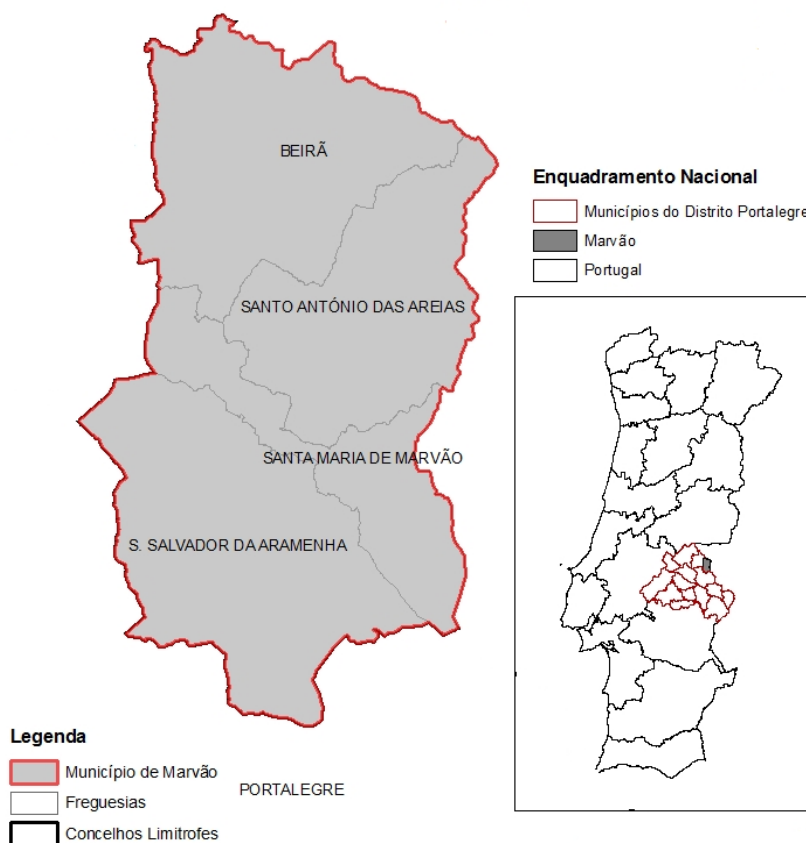 BEIRÃ
SANTO ANTÓNIO DAS AREIAS
SANTA MARIA DE MARVÃO
S. SALVADOR DA ARAMENHA
PORTALEGRE
Legenda
Município de Marvão
Freguesias
Concelhos Limitrofes
Enquadramento Nacional
Municípios do Distrito Portalegre
Marvão
Portugal